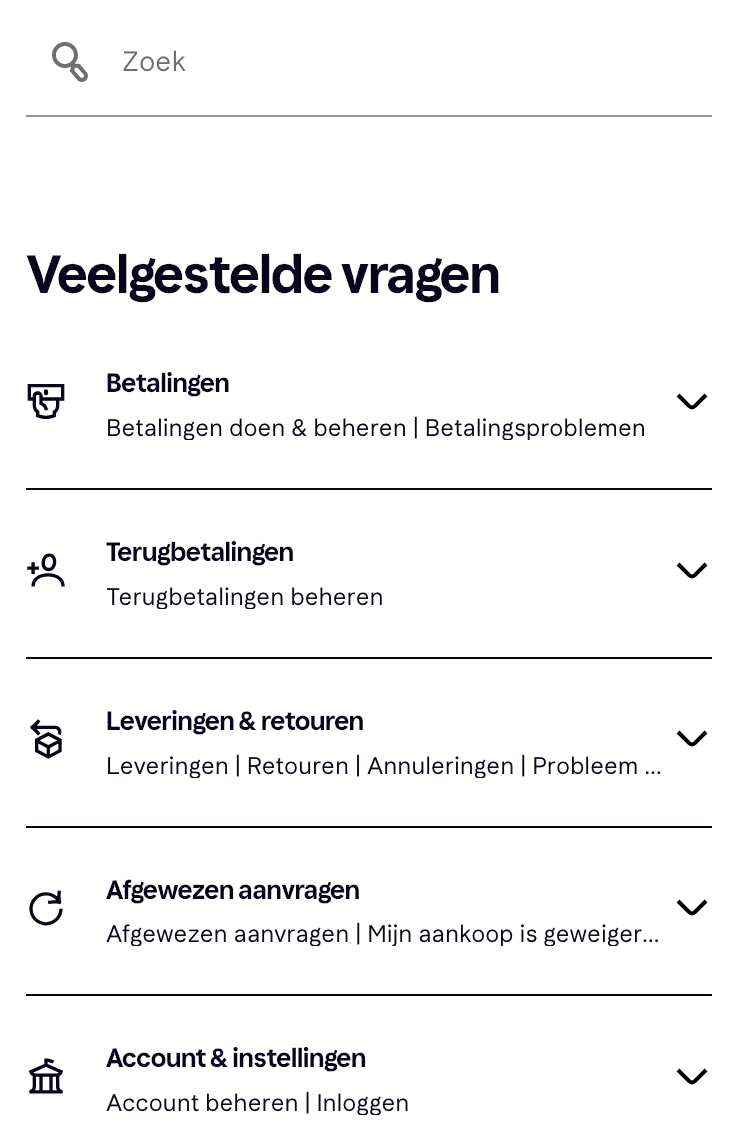 Zoek
Veelgestelde vragen
Betalingen
Betalingen doen & beheren | Betalingsproblemen
Terugbetalingen
Terugbetalingen beheren
Leveringen & retouren
Leveringen | Retouren | Annuleringen | Probleem ...
Afgewezen aanvragen
Afgewezen aanvragen | Mijn aankoop is geweiger...
Account & instellingen
Account beheren | Inloggen